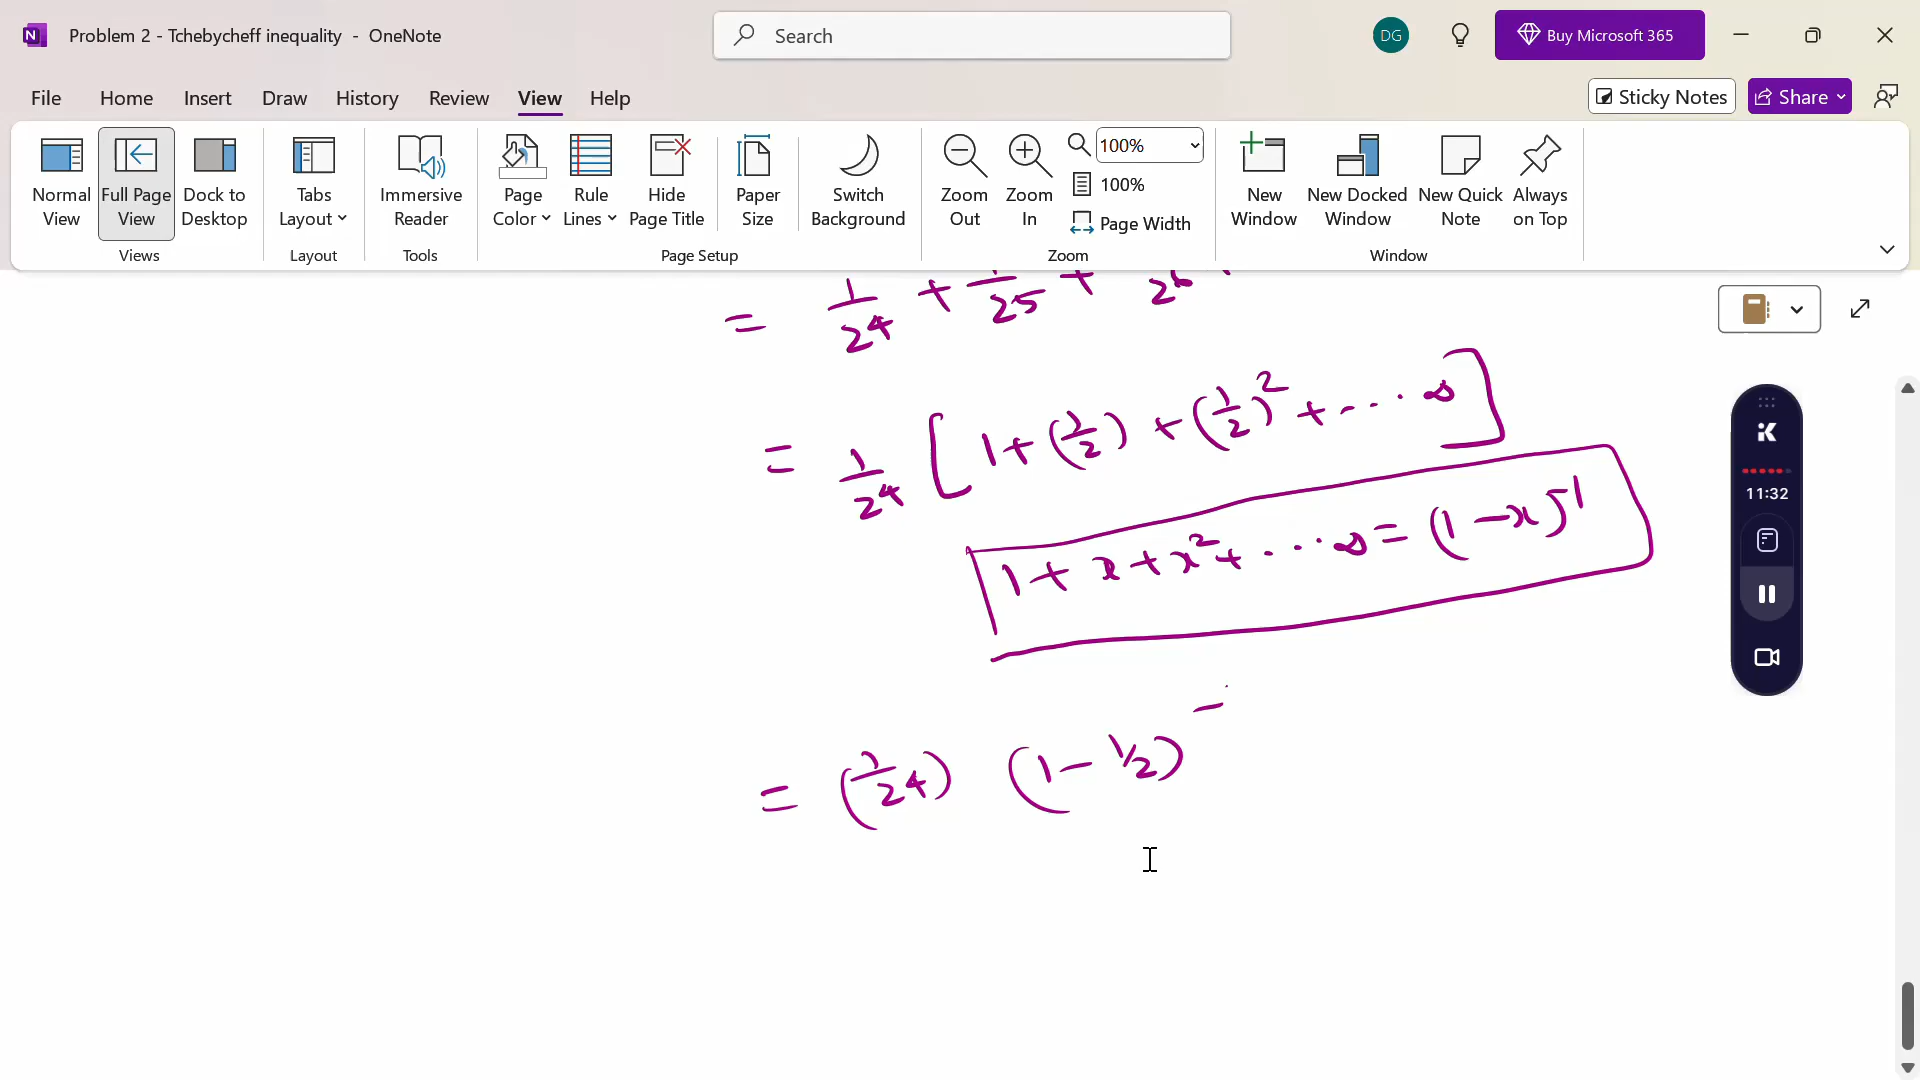 Problem 2 - Tchebycheff inequality - OneNote
Search
DG
Buy Microsoft 365
File Home Insert Draw History Review View Help
Sticky Notes
Share
Normal View
Full Page View
Dock to Desktop
Views
Tabs Layout
Layout
Immersive Reader
Tools
Page Color
Rule Lines
Hide Page Title
Paper Size
Switch Background
Page Setup
Zoom Out
Zoom In
100%
100%
Page Width
Zoom
New Window
New Docked Window
New Quick Note
Always on Top
Window
= 1/2⁴ + 1/2⁵ + 2⁶
= 1/2⁴ [1 + (1/2) + (1/2)² + ... ∞]
1 + x + x² + ... ∞ = (1 - x)⁻¹
= (1/2⁴) (1 - 1/2)⁻
11:32